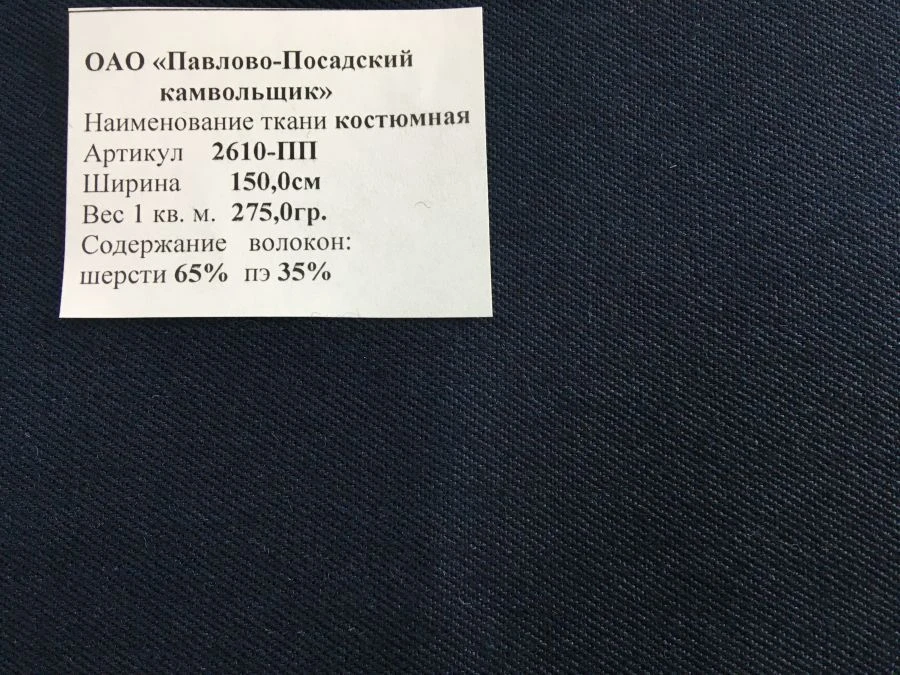 ОАО «Павлово-Посадский
камвольщик»
Наименование ткани костюмная
Артикул 2610-ПП
Ширина 150,0см
Вес 1 кв. м. 275,0гр.
Содержание волокон:
шерсти 65% пэ 35%